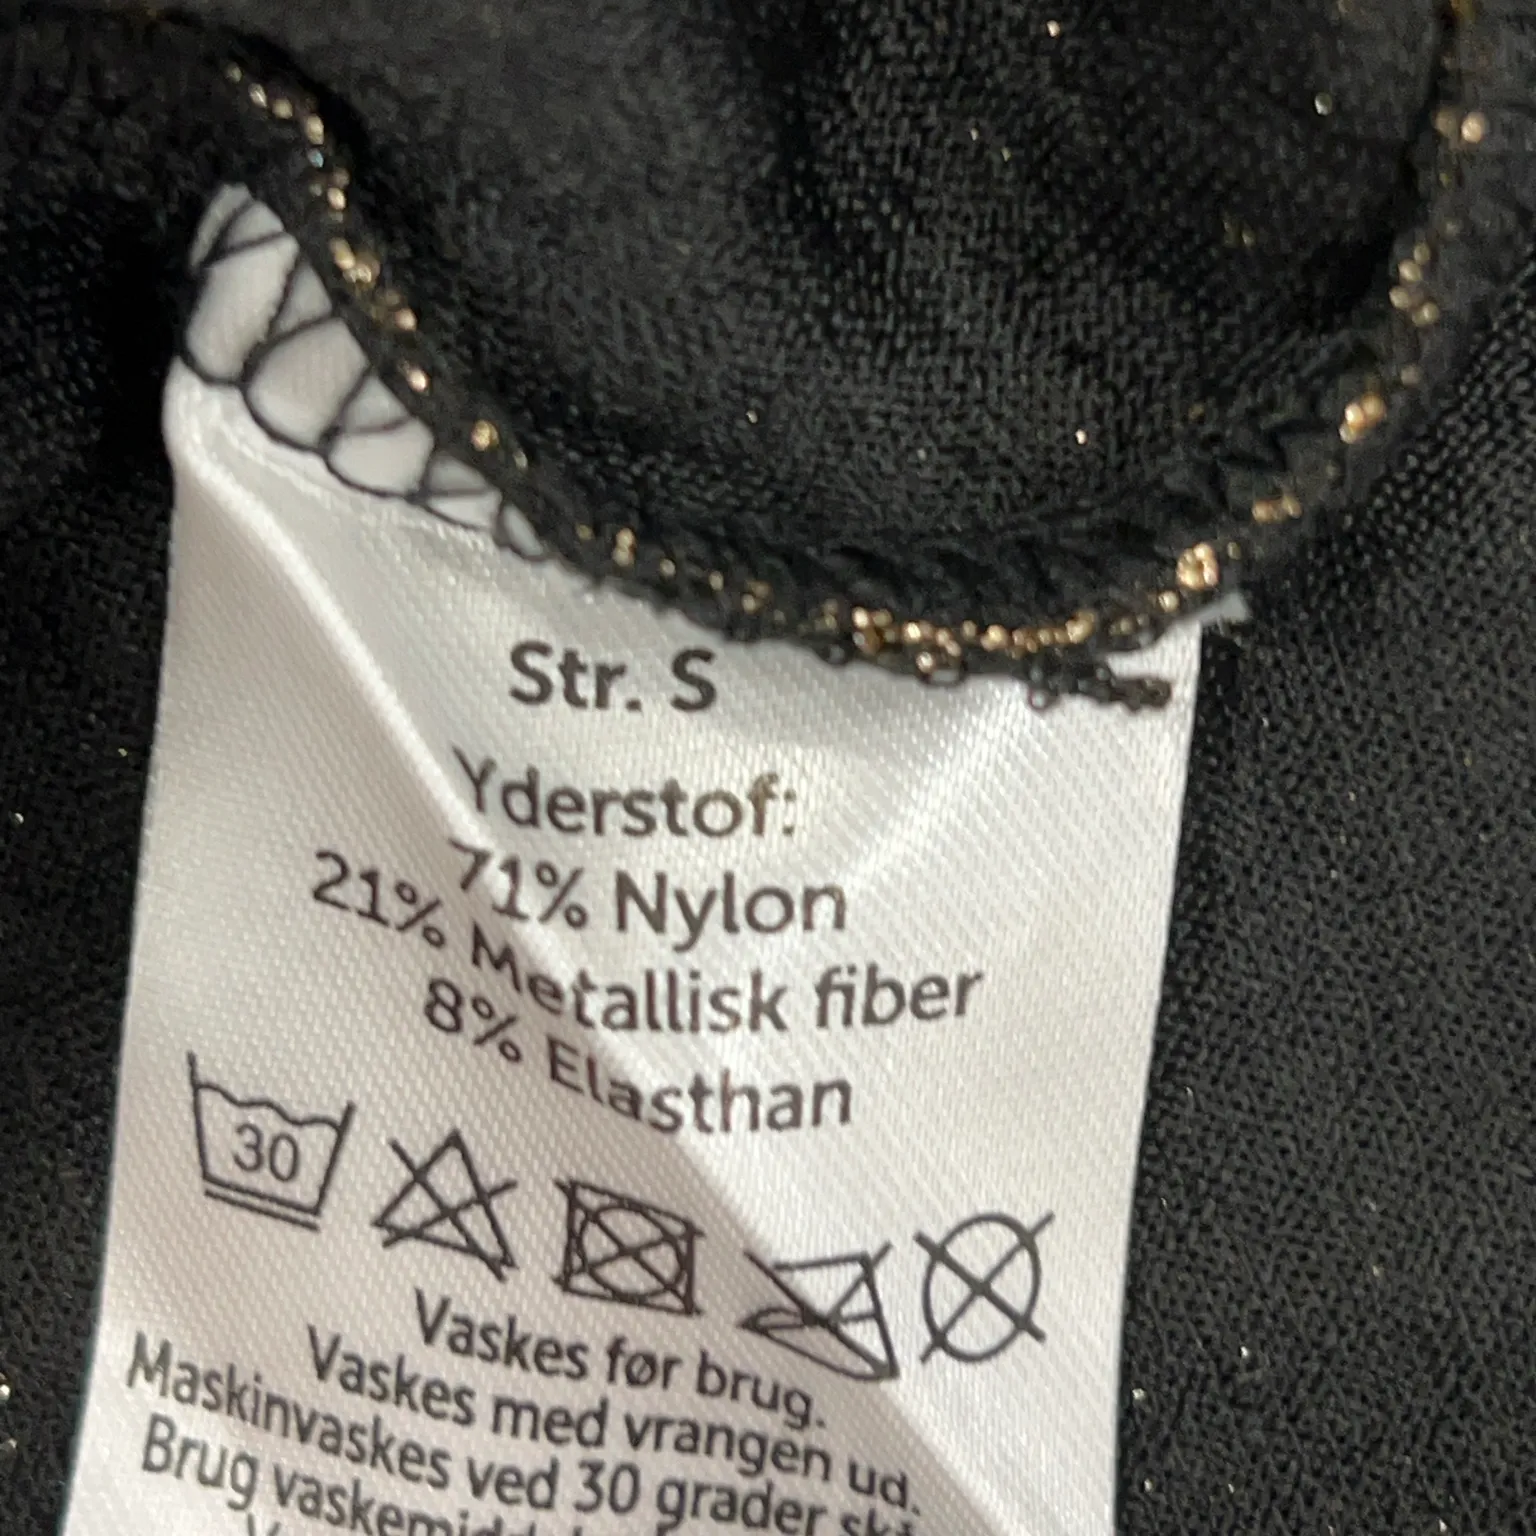 Str. S
Yderstof:
71% Nylon
21% Metallisk fiber
8% Elasthan
30
Vaskes før brug.
Vaskes med vrangen ud.
Maskinvaskes ved 30 grader
Brug